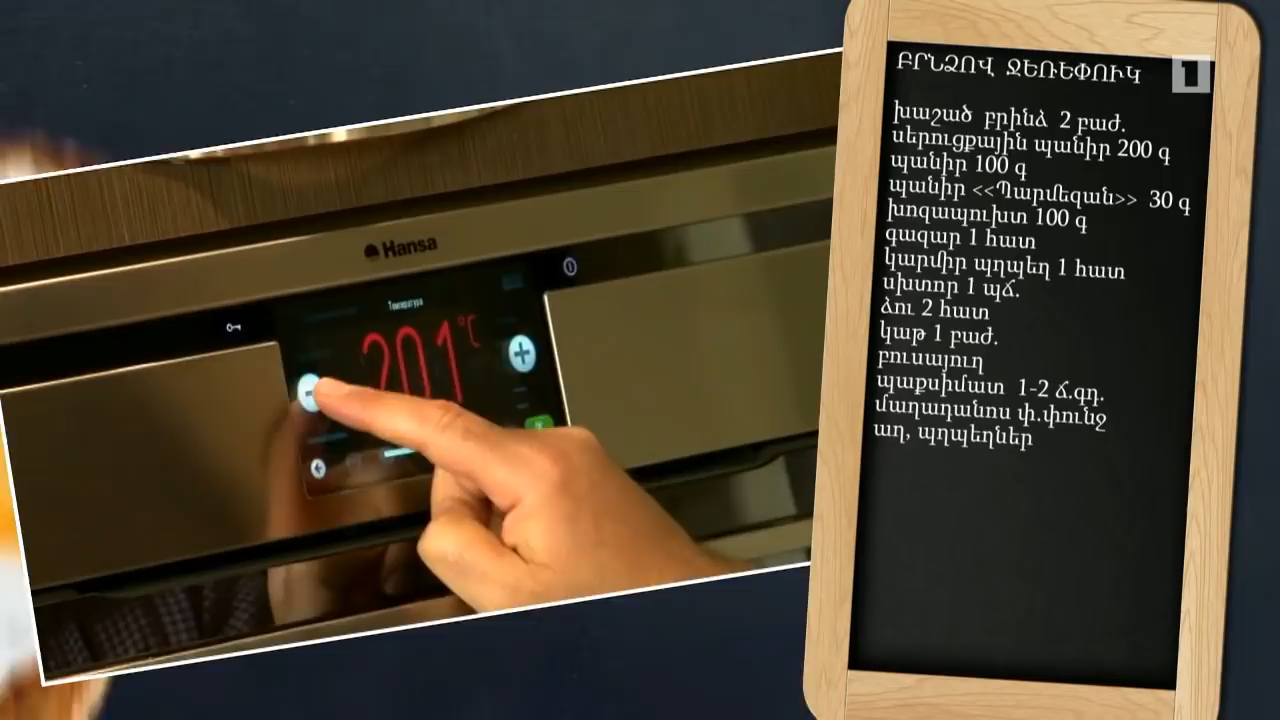 ԲՐՆՁՈՎ ՋԵՌԵՓՈՒԿ
խաշած բրինձ 2 բաժ.
սերուցքային պանիր 200 գ
պանիր 100 գ
պանիր <<Պարմեզան>> 30 գ
խոզապուխտ 100 գ
գազար 1 հատ
կարմիր պղպեղ 1 հատ
սխտոր 1 պճ.
ձու 2 հատ
կաթ 1 բաժ.
բուսայուղ
պաքսիմատ 1-2 ճ.գդ.
մաղադանոս փ.փունջ
աղ, պղպեղներ
1
Hansa
Температура
201°C